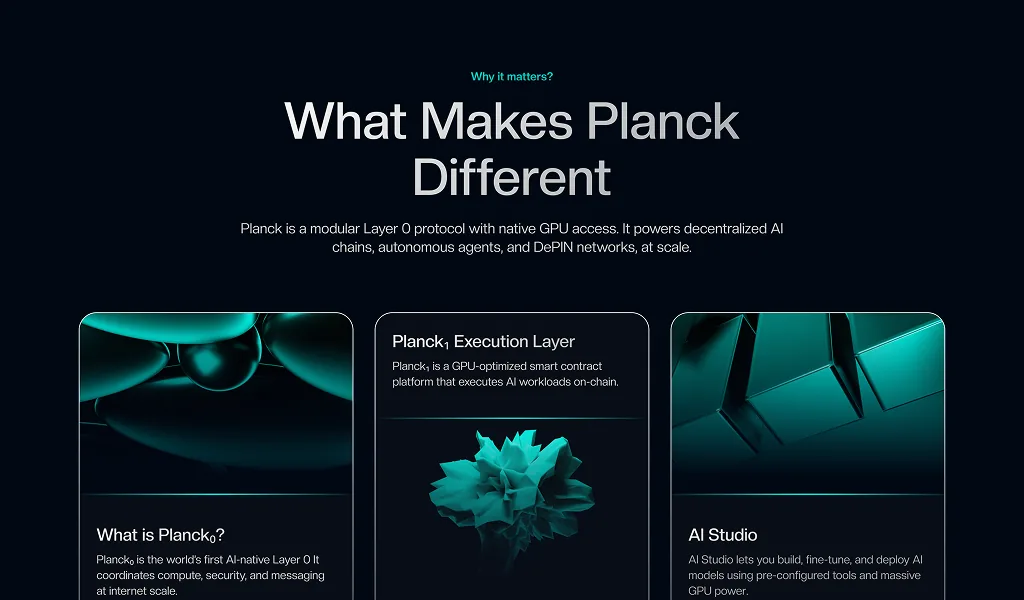 Why it matters?
What Makes Planck
Different
Planck is a modular Layer 0 protocol with native GPU access. It powers decentralized AI
chains, autonomous agents, and DePIN networks, at scale.
Planck₁ Execution Layer
Planck₁ is a GPU-optimized smart contract
platform that executes AI workloads on-chain.
What is Planck₀?
Planck₀ is the world's first AI-native Layer 0 It
coordinates compute, security, and messaging
at internet scale.
AI Studio
AI Studio lets you build, fine-tune, and deploy AI
models using pre-configured tools and massive
GPU power.